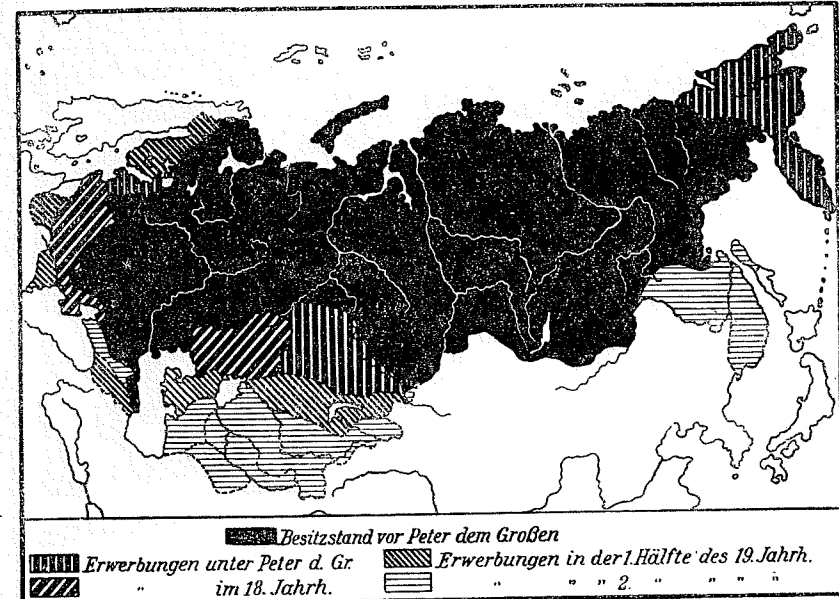 Besitzstand vor Peter dem Großen
Erwerbungen unter Peter d. Gr.
Erwerbungen in der 1. Hälfte des 19. Jahrh.
" im 18. Jahrh.
" " " 2. " " " "